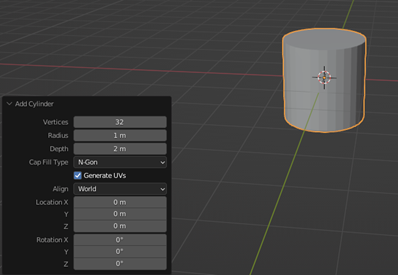 Add Cylinder
Vertices 32
Radius 1 m
Depth 2 m
Cap Fill Type N-Gon
Generate UVs
Align World
Location X 0 m
Y 0 m
Z 0 m
Rotation X 0°
Y 0°
Z 0°